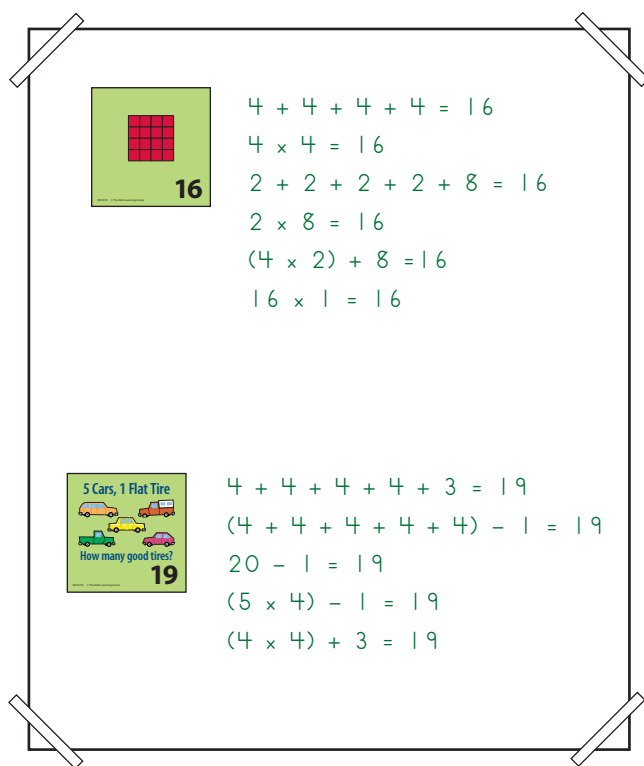 16
4 + 4 + 4 + 4 = 16
4 × 4 = 16
2 + 2 + 2 + 2 + 8 = 16
2 × 8 = 16
(4 × 2) + 8 =16
16 × 1 = 16
5 Cars, 1 Flat Tire
How many good tires?
19
4 + 4 + 4 + 4 + 3 = 19
(4 + 4 + 4 + 4 + 4) – 1 = 19
20 – 1 = 19
(5 × 4) – 1 = 19
(4 × 4) + 3 = 19